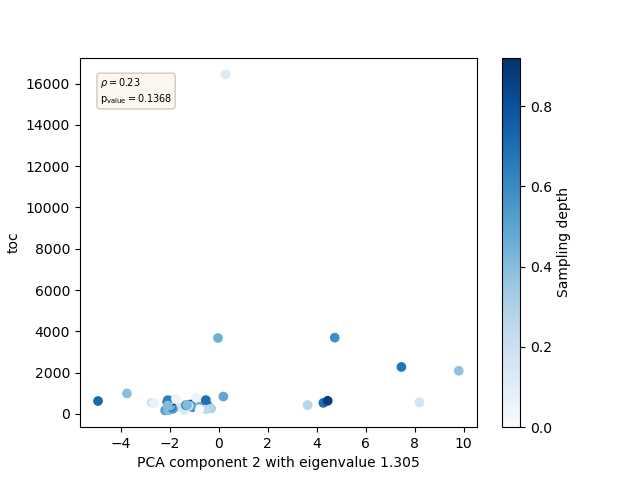 ρ = 0.23
p_value = 0.1368
16000
14000
12000
10000
8000
6000
4000
2000
0
toc
−4 −2 0 2 4 6 8 10
PCA component 2 with eigenvalue 1.305
0.8
0.6
0.4
0.2
0.0
Sampling depth